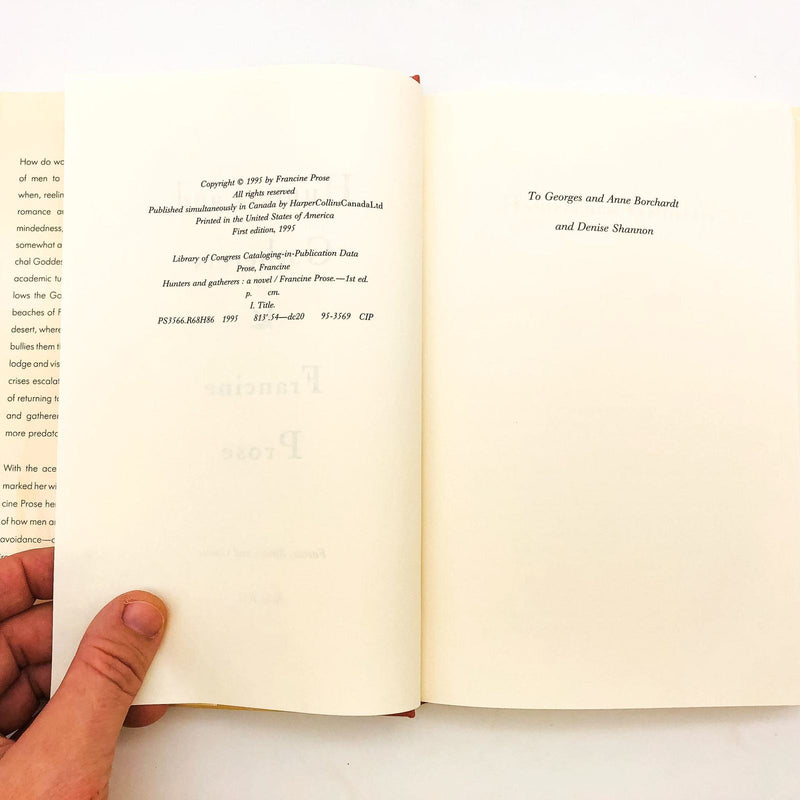 How do wo
of men to
when, reelin
romance a
mindedness,
somewhat a
chal Goddes
academic tu
lows the Go
beaches of F
desert, where
bullies them t
lodge and vis
crises escalat
of returning to
and gatherer
more predato
With the ace
marked her wi
cine Prose he
of how men a
avoidance—
Copyright © 1995 by Francine Prose
All rights reserved
Published simultaneously in Canada by HarperCollinsCanadaLtd
Printed in the United States of America
First edition, 1995
Library of Congress Cataloging-in-Publication Data
Prose, Francine
Hunters and gatherers : a novel / Francine Prose.—1st ed.
p. cm.
I. Title.
PS3566.R68H86 1995 813'.54—dc20 95-3569 CIP
Francine
Prose
To Georges and Anne Borchardt
and Denise Shannon